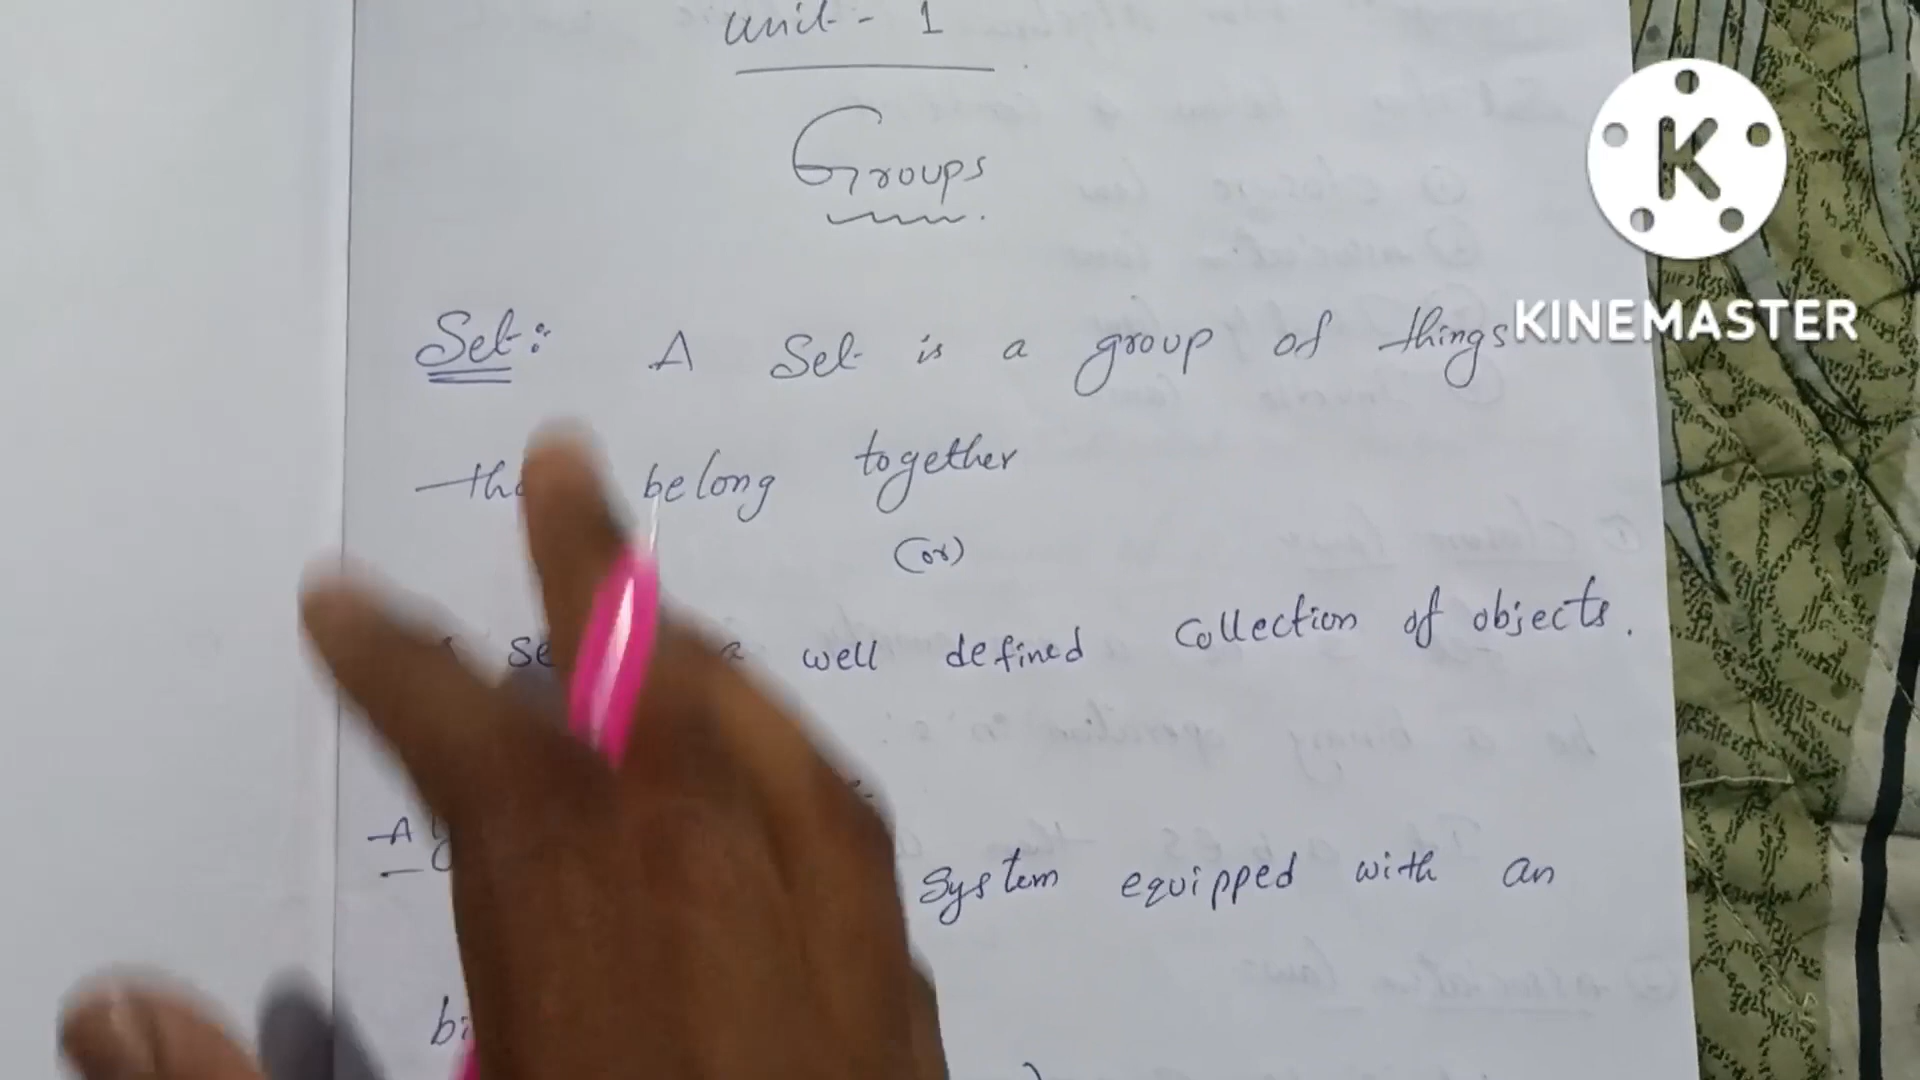 Unit - 1
Groups
Set: A Set is a group of things
belong together
(or)
a well defined collection of objects.
System equipped with an
K
KINEMASTER